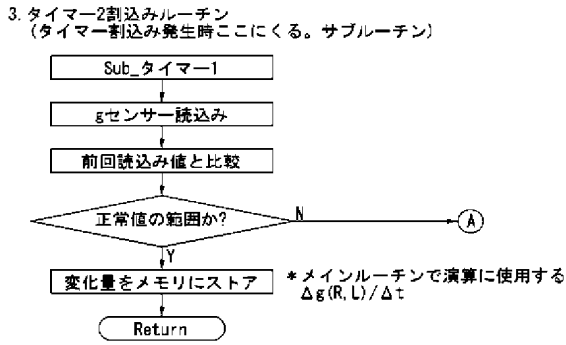 3. タイマー2割込みルーチン
(タイマー割込み発生時ここにくる。サブルーチン)
Sub_タイマー1
gセンサー読込み
前回読込み値と比較
正常値の範囲か?
N
A
Y
変化量をメモリにストア
*メインルーチンで演算に使用する
Δg(R,L)/Δt
Return